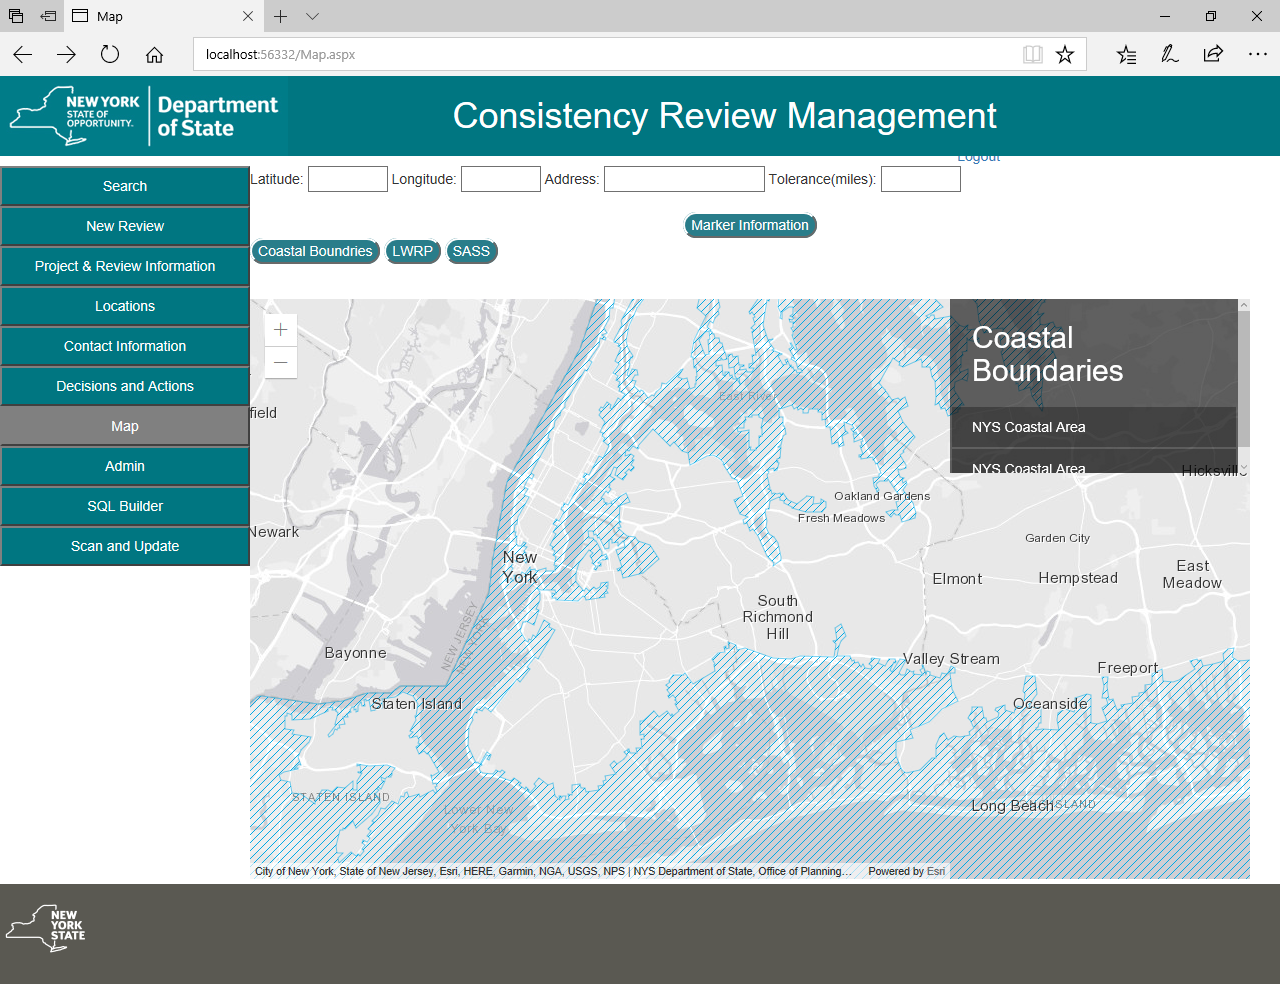 Map
localhost:56332/Map.aspx
NEW YORK
STATE OF
OPPORTUNITY.
Department
of State
Consistency Review Management
Logout
Latitude: Longitude: Address: Tolerance(miles):
Search
New Review
Project & Review Information
Locations
Contact Information
Decisions and Actions
Map
Admin
SQL Builder
Scan and Update
Marker Information
Coastal Boundries LWRP SASS
Coastal
Boundaries
NYS Coastal Area
NYS Coastal Area
East River
field
Hicksville
Oakland Gardens
Fresh Meadows
Newark
Garden City
New
York
East
Meadow
Elmont
Hempstead
South
Richmond
Hill
NEW JERSEY
NEW YORK
Bayonne
Valley Stream
Freeport
Staten Island
Oceanside
STATEN ISLAND
Long Beach
ISLAND
Lower New
York Bay
City of New York, State of New Jersey, Esri, HERE, Garmin, NGA, USGS, NPS | NYS Department of State, Office of Planning... Powered by Esri
NEW
YORK
STATE